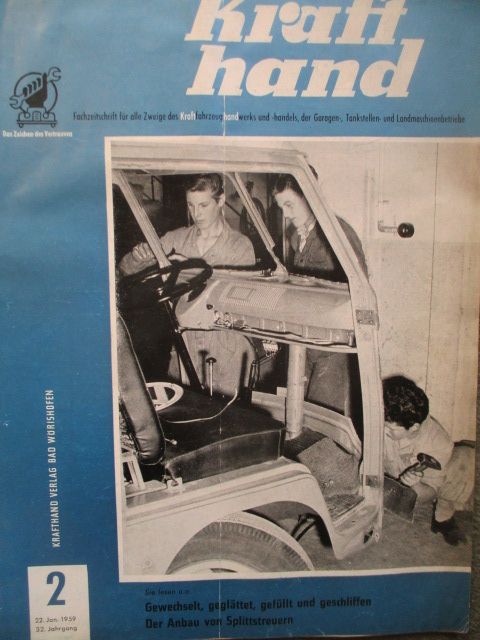 Kraft
hand
Das Zeichen des Vertrauens
Fachzeitschrift für alle Zweige des Kraftfahrzeughandwerks und -handels, der Garagen-, Tankstellen- und Landmaschinenbetriebe
KRAFTHAND VERLAG BAD WÖRISHOFEN
2
22. Jan. 1959
32. Jahrgang
Sie lesen u.a.
Gewechselt, geglättet, gefüllt und geschliffen
Der Anbau von Splittstreuern